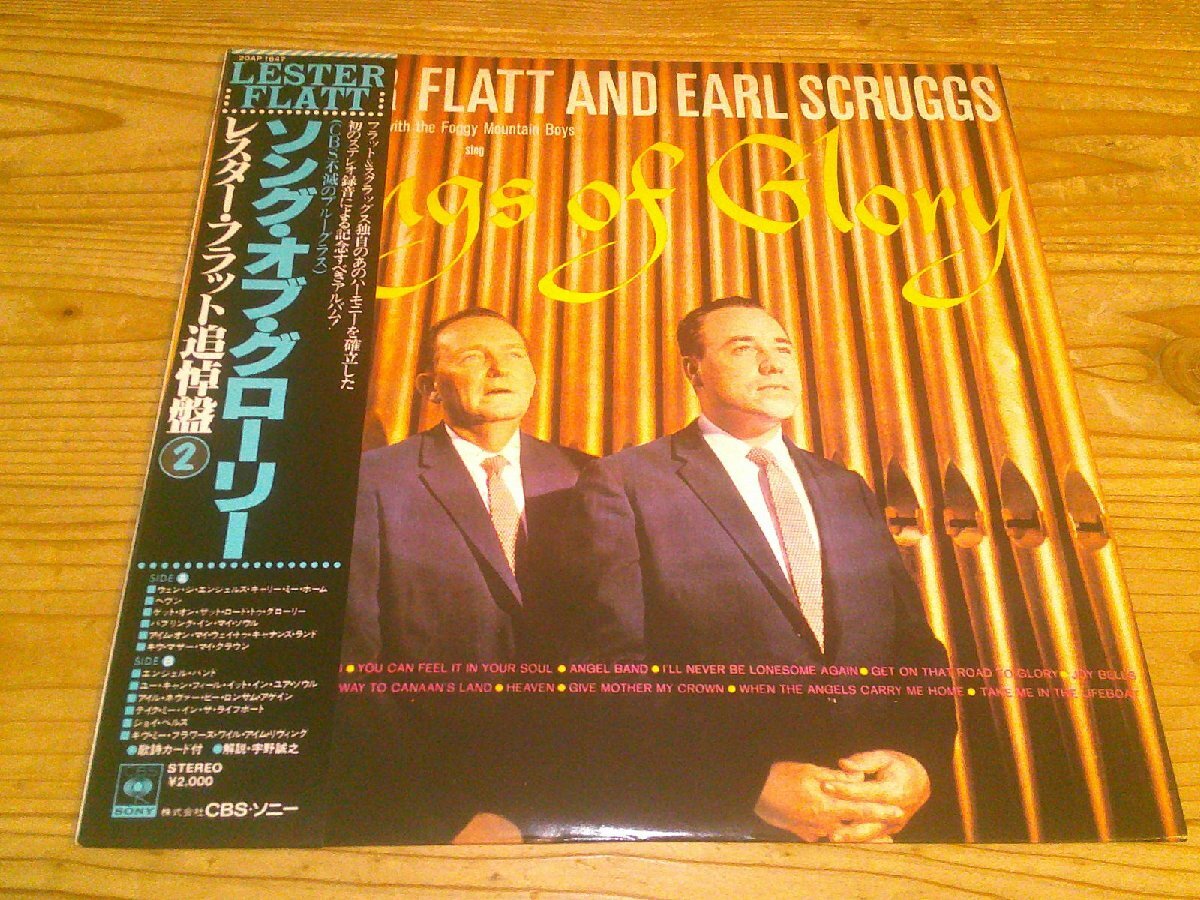 20AP 1647
LESTER
FLATT
フラット&スクラッグス独自のあのハーモニーを確立した
初のステレオ録音による記念すべきアルバム!
(CBS不滅のブルーグラス)
ソング・オブ・グローリー
レスター・フラット追悼盤②
SIDE A
ウェン・ジ・エンジェルス・キャリー・ミー・ホーム
ヘヴン
ゲット・オン・ザット・ロード・トゥ・グローリー
バブリング・イン・マイ・ソウル
アイム・オン・マイ・ウェイ・トゥ・キャナンズ・ランド
ギヴ・マザー・マイ・クラウン
SIDE B
エンジェル・バンド
ユー・キャン・フィール・イット・イン・ユア・ソウル
アイル・ネヴァー・ビー・ロンサム・アゲイン
テイク・ミー・イン・ザ・ライフボート
ジョイ・ベルス
ギヴ・ミー・フラワーズ・ワイル・アイム・リヴィング
●歌詩カード付 ●解説・宇野誠之
CBS
SONY
STEREO
¥2,000
株式会社CBS・ソニー
R FLATT AND EARL SCRUGGS
with the Foggy Mountain Boys
sing
ngs of Glory
● YOU CAN FEEL IT IN YOUR SOUL ● ANGEL BAND ● I'LL NEVER BE LONESOME AGAIN ● GET ON THAT ROAD TO GLORY ● JOY BELLS
WAY TO CANAAN'S LAND ● HEAVEN ● GIVE MOTHER MY CROWN ● WHEN THE ANGELS CARRY ME HOME ● TAKE ME IN THE LIFEBOAT